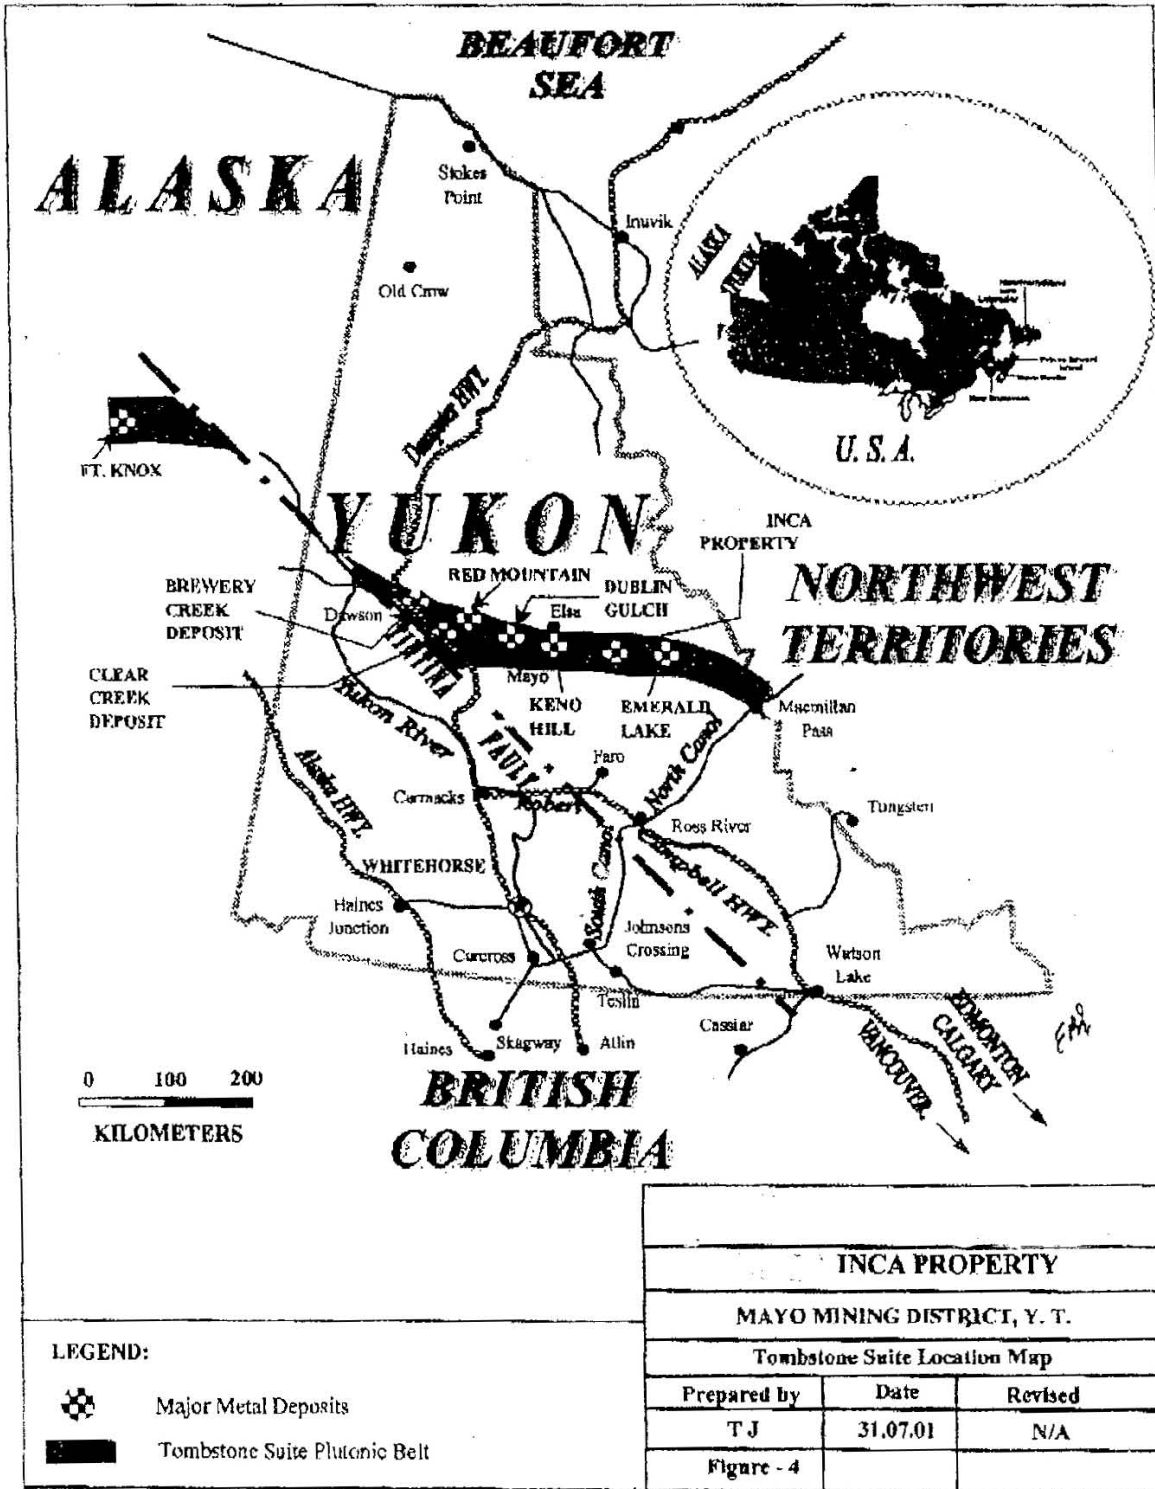 BEAUFORT
SEA
ALASKA
Stokes
Point
Inuvik
Old Crow
ALASKA
YUKON
U. S. A.
Dempster HWY.
FT. KNOX
YUKON
INCA
PROPERTY
NORTHWEST
TERRITORIES
RED MOUNTAIN
DUBLIN
GULCH
Elsa
BREWERY
CREEK
DEPOSIT
Dawson
TINTINA
CLEAR
CREEK
DEPOSIT
Mayo
KENO
HILL
EMERALD
LAKE
Macmillan
Pass
Yukon River
FAULT
Faro
North Canol
Alaska HWY.
Carmacks
Robert
Ross River
Tungsten
Campbell HWY.
South Canol
WHITEHORSE
Haines
Junction
Carcross
Johnsons
Crossing
Watson
Lake
Teslin
Cassiar
Haines
Skagway
Atlin
VANCOUVER
EDMONTON
CALGARY
0 100 200
KILOMETERS
BRITISH
COLUMBIA
INCA PROPERTY
MAYO MINING DISTRICT, Y. T.
Tombstone Suite Location Map
Prepared by Date Revised
T J 31.07.01 N/A
Figure - 4
LEGEND:
Major Metal Deposits
Tombstone Suite Plutonic Belt